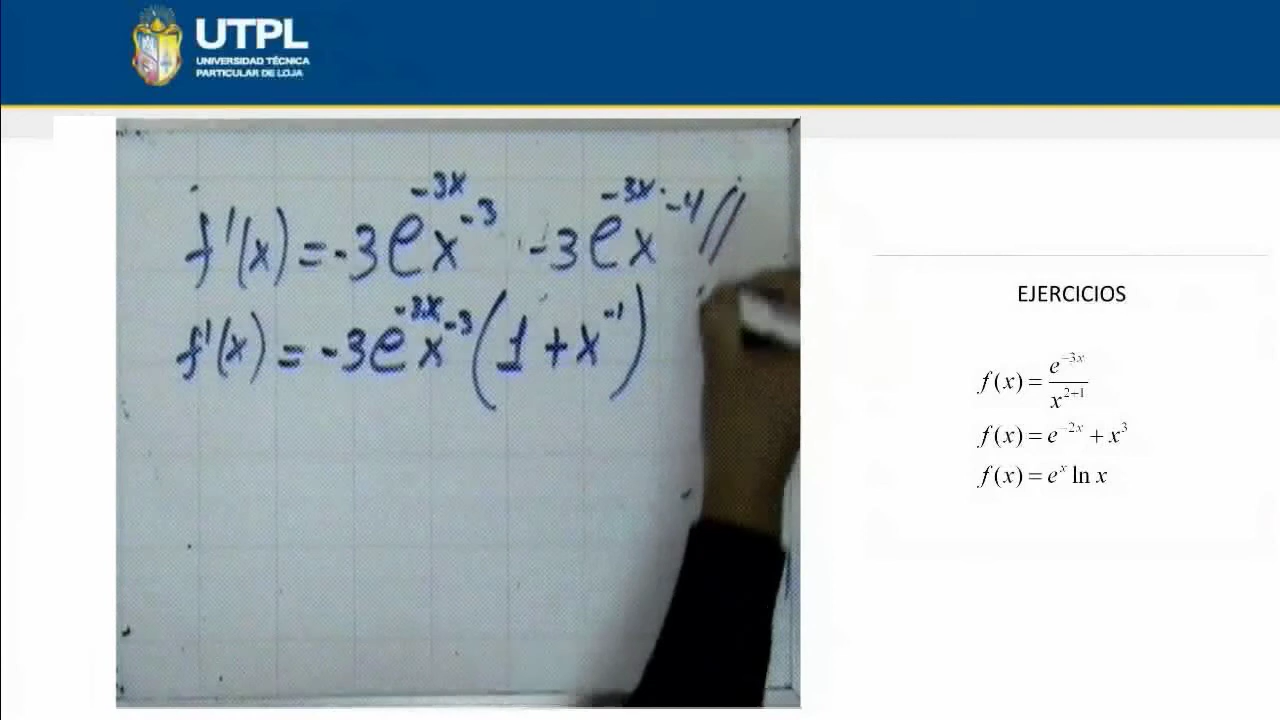 UTPL
UNIVERSIDAD TÉCNICA
PARTICULAR DE LOJA
f'(x) = -3e^{-3x} x^{-3} -3e^{-3x} x^{-4} //
f'(x) = -3e^{-3x} x^{-3} (1 + x^{-1})
EJERCICIOS
f(x) = \frac{e^{-3x}}{x^{2+1}}
f(x) = e^{-2x} + x^3
f(x) = e^x ln x